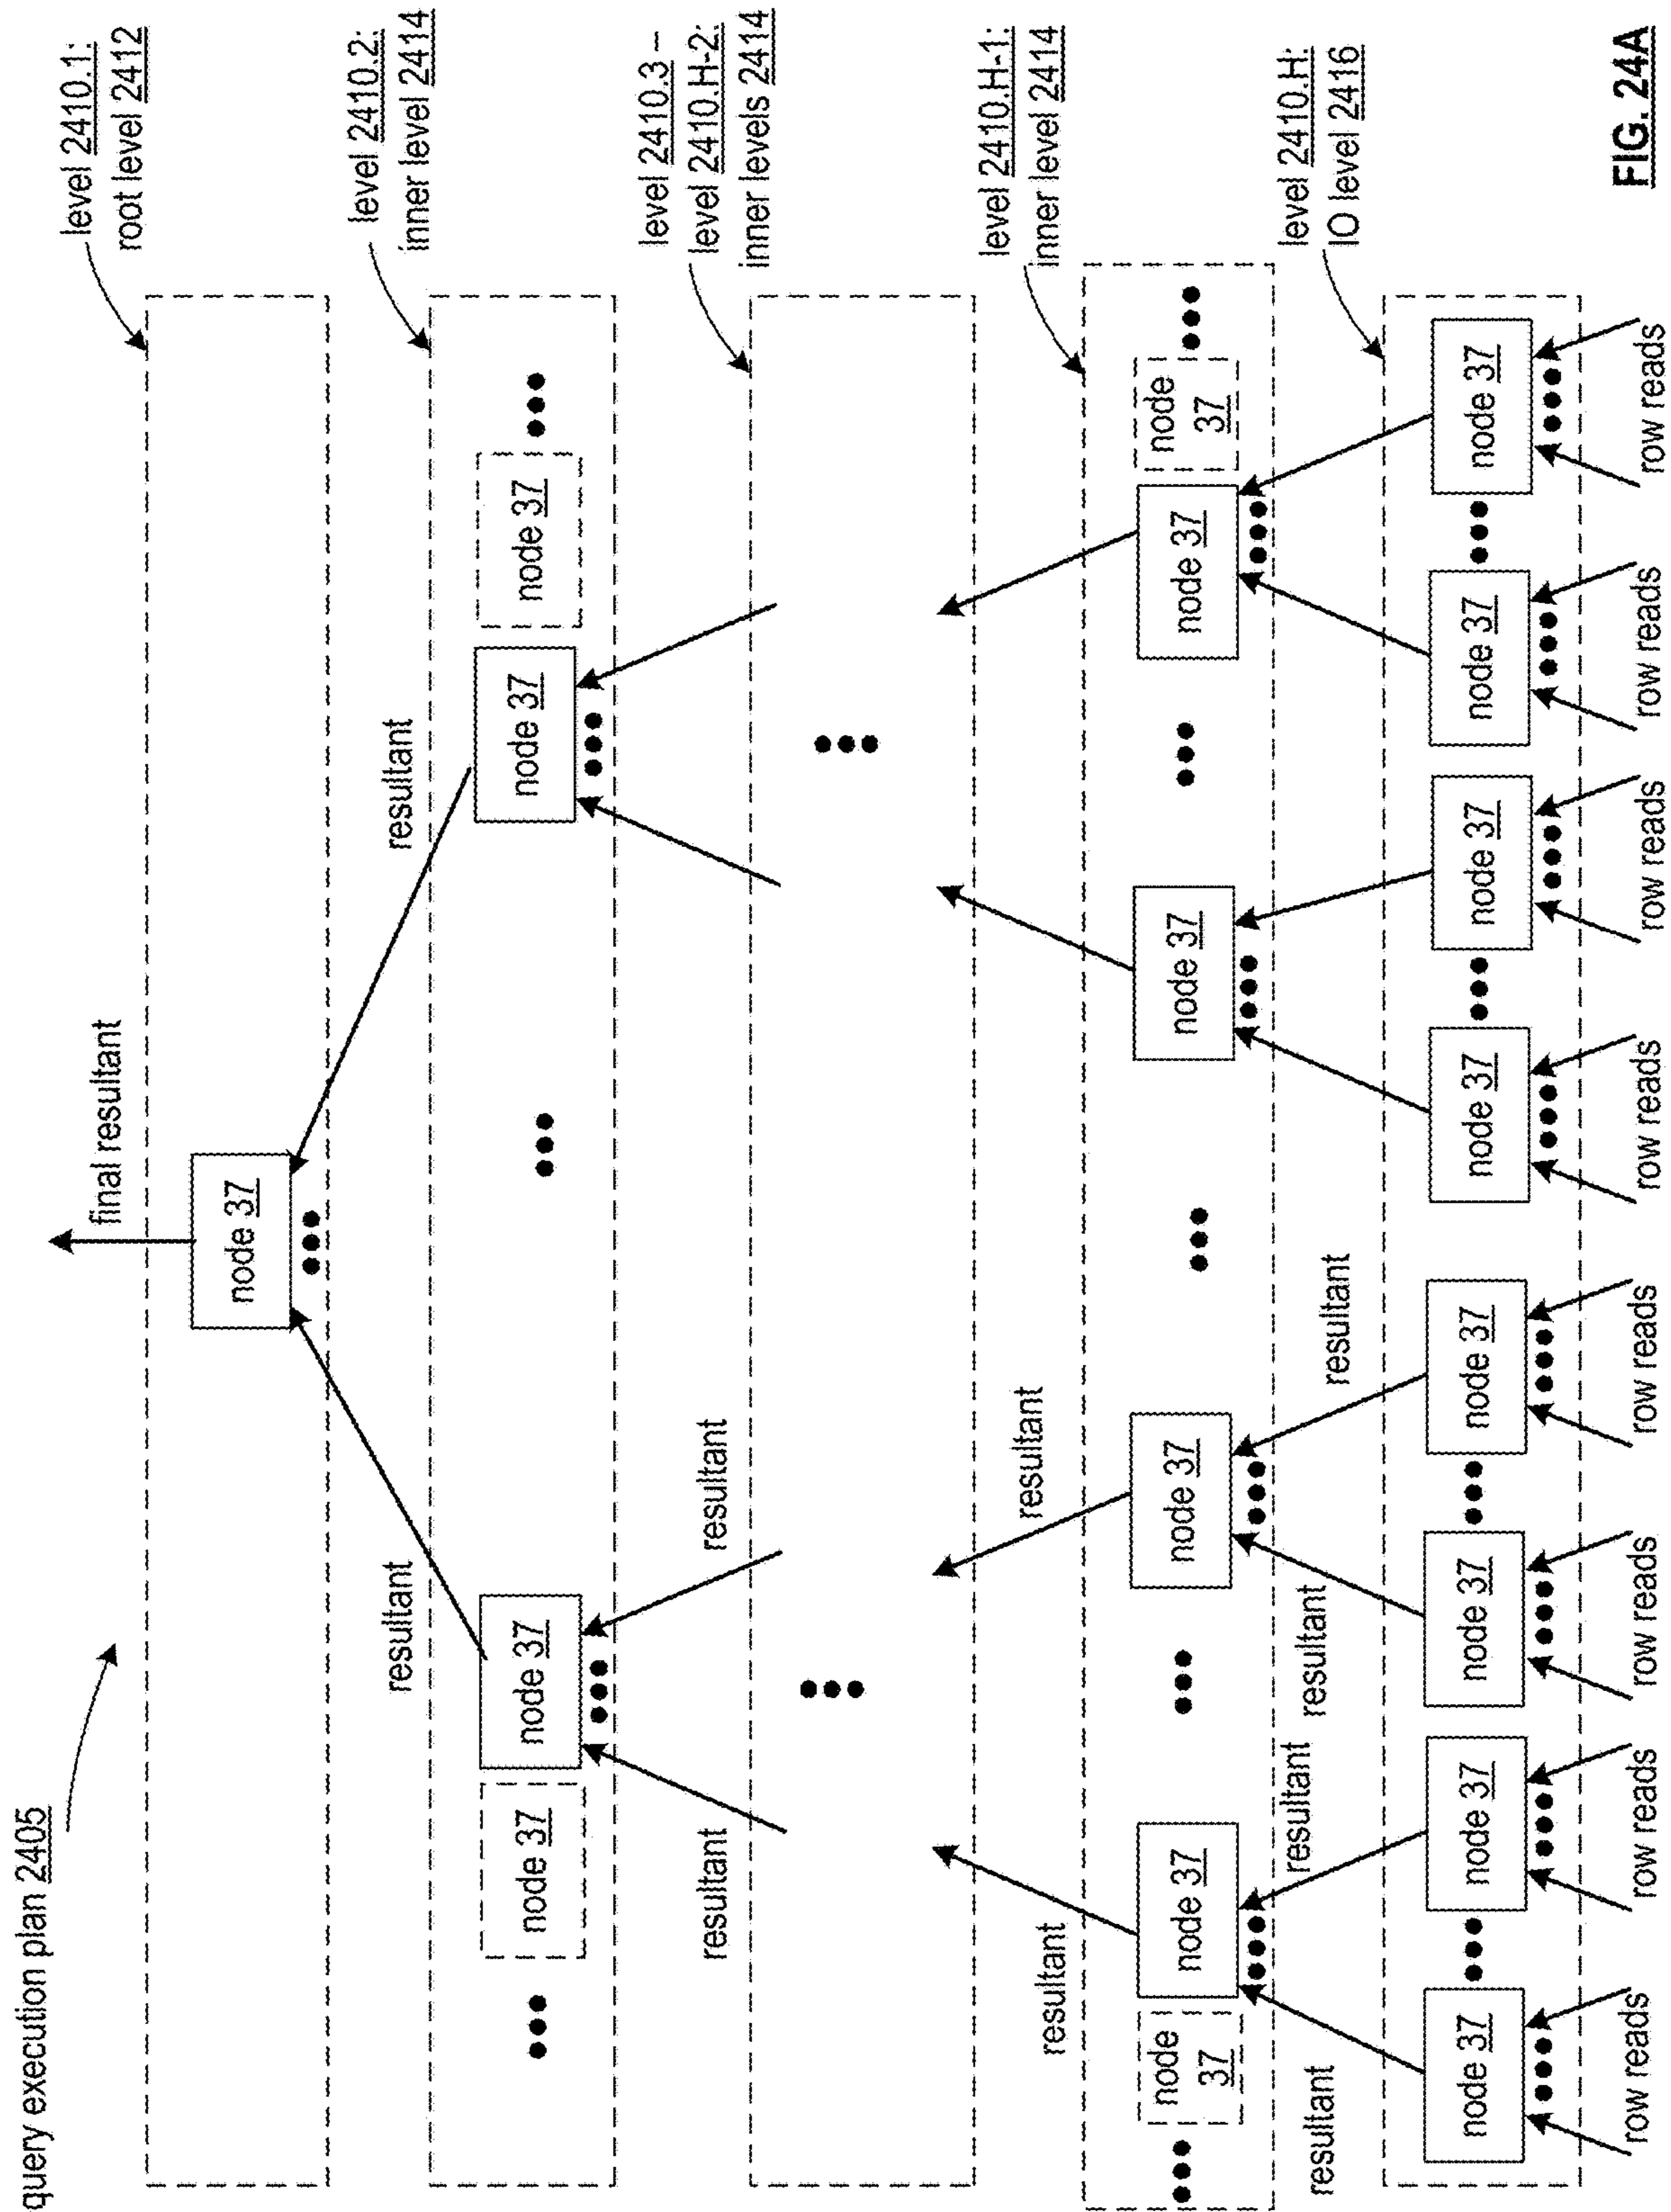 query execution plan 2405
final resultant
level 2410.1:
root level 2412
node 37
resultant
resultant
level 2410.2:
inner level 2414
node 37
node 37
node 37
node 37
resultant
resultant
level 2410.3 –
level 2410.H-2:
inner levels 2414
resultant
resultant
level 2410.H-1:
inner level 2414
node
37
node 37
node 37
node 37
node 37
node
37
resultant
resultant
resultant
resultant
level 2410.H:
IO level 2416
node 37
node 37
node 37
node 37
node 37
node 37
node 37
node 37
row reads
row reads
row reads
row reads
row reads
row reads
row reads
row reads
FIG. 24A